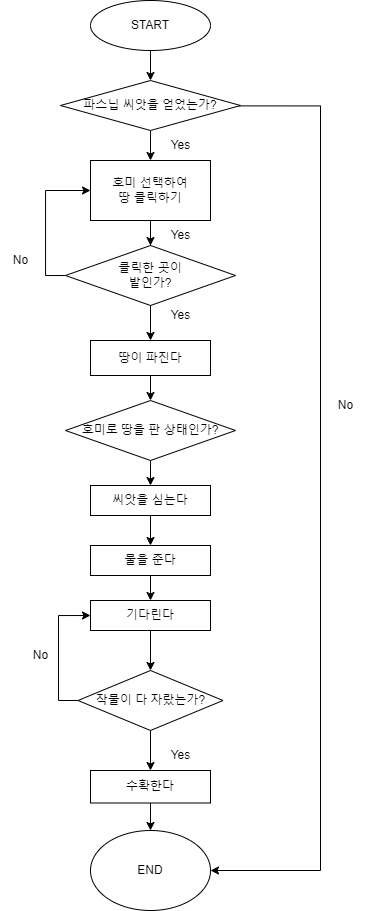 START
파스닙 씨앗을 얻었는가?
Yes
호미 선택하여
땅 클릭하기
Yes
No
클릭한 곳이
밭인가?
Yes
땅이 파진다
No
호미로 땅을 판 상태인가?
씨앗을 심는다
물을 준다
기다린다
No
작물이 다 자랐는가?
Yes
수확한다
END